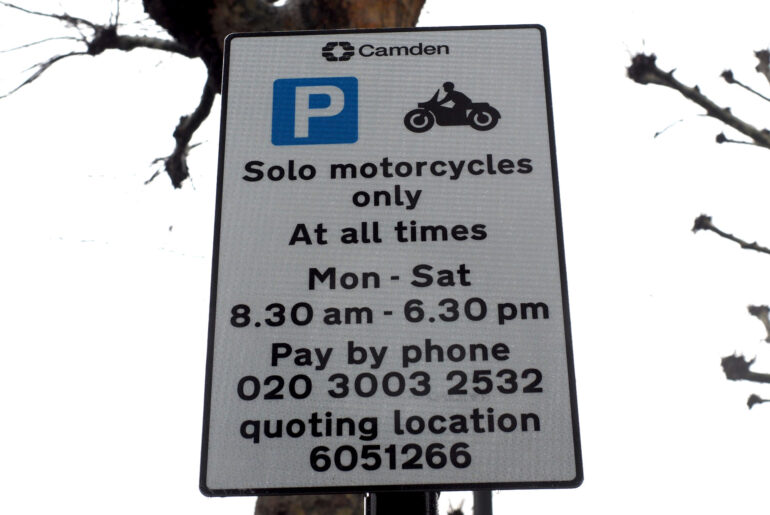 Camden
P
Solo motorcycles
only
At all times
Mon - Sat
8.30 am - 6.30 pm
Pay by phone
020 3003 2532
quoting location
6051266